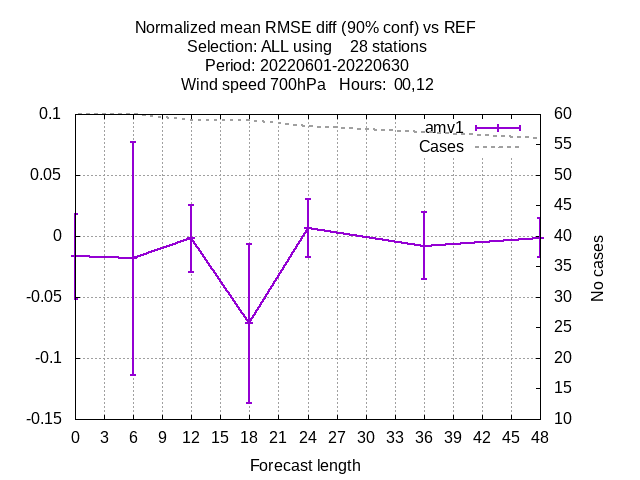 Normalized mean RMSE diff (90% conf) vs REF
Selection: ALL using    28 stations
Period: 20220601-20220630
Wind speed 700hPa   Hours:  00,12
0.1
0.05
0
-0.05
-0.1
-0.15
amv1
Cases
60
55
50
45
40
35
30
25
20
15
10
No cases
0 3 6 9 12 15 18 21 24 27 30 33 36 39 42 45 48
Forecast length